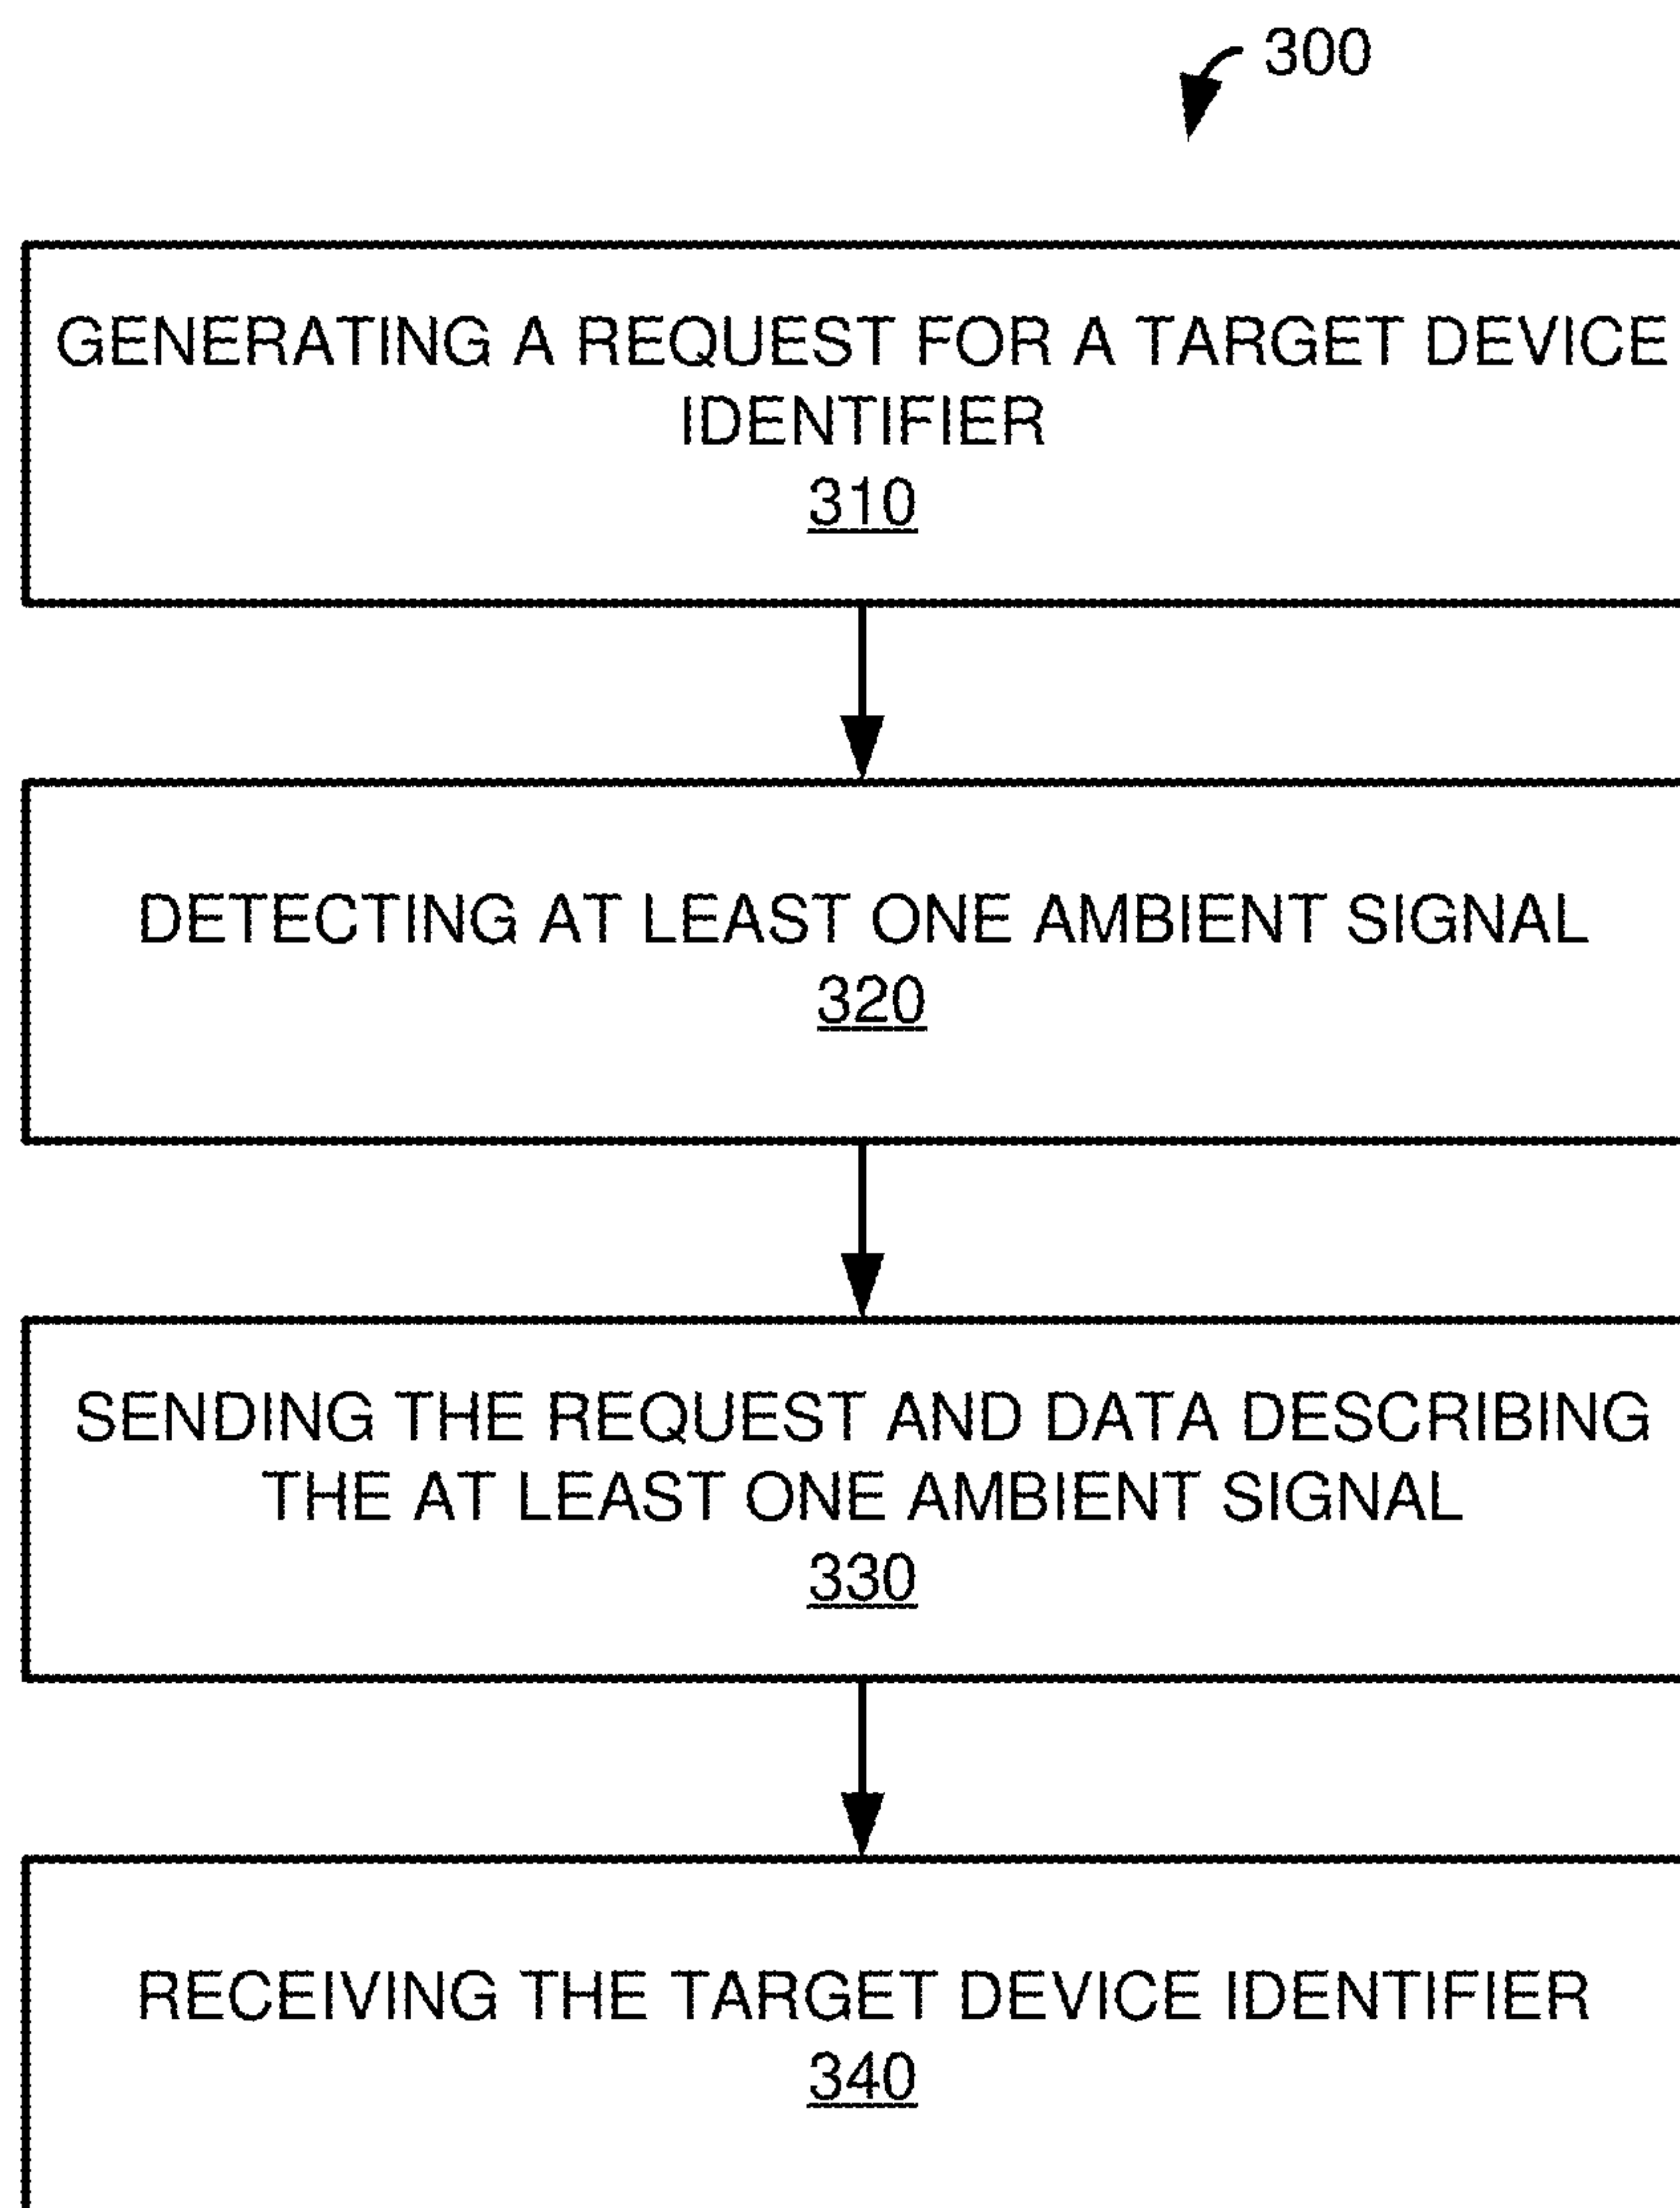 300
GENERATING A REQUEST FOR A TARGET DEVICE
IDENTIFIER
310
DETECTING AT LEAST ONE AMBIENT SIGNAL
320
SENDING THE REQUEST AND DATA DESCRIBING
THE AT LEAST ONE AMBIENT SIGNAL
330
RECEIVING THE TARGET DEVICE IDENTIFIER
340